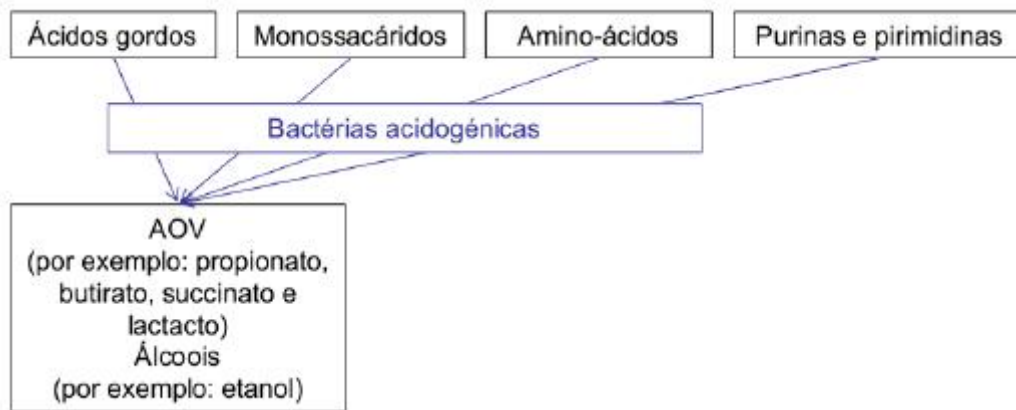 Ácidos gordos
Monossacáridos
Amino-ácidos
Purinas e pirimidinas
Bactérias acidogénicas
AOV
(por exemplo: propionato,
butirato, succinato e
lactacto)
Álcoois
(por exemplo: etanol)